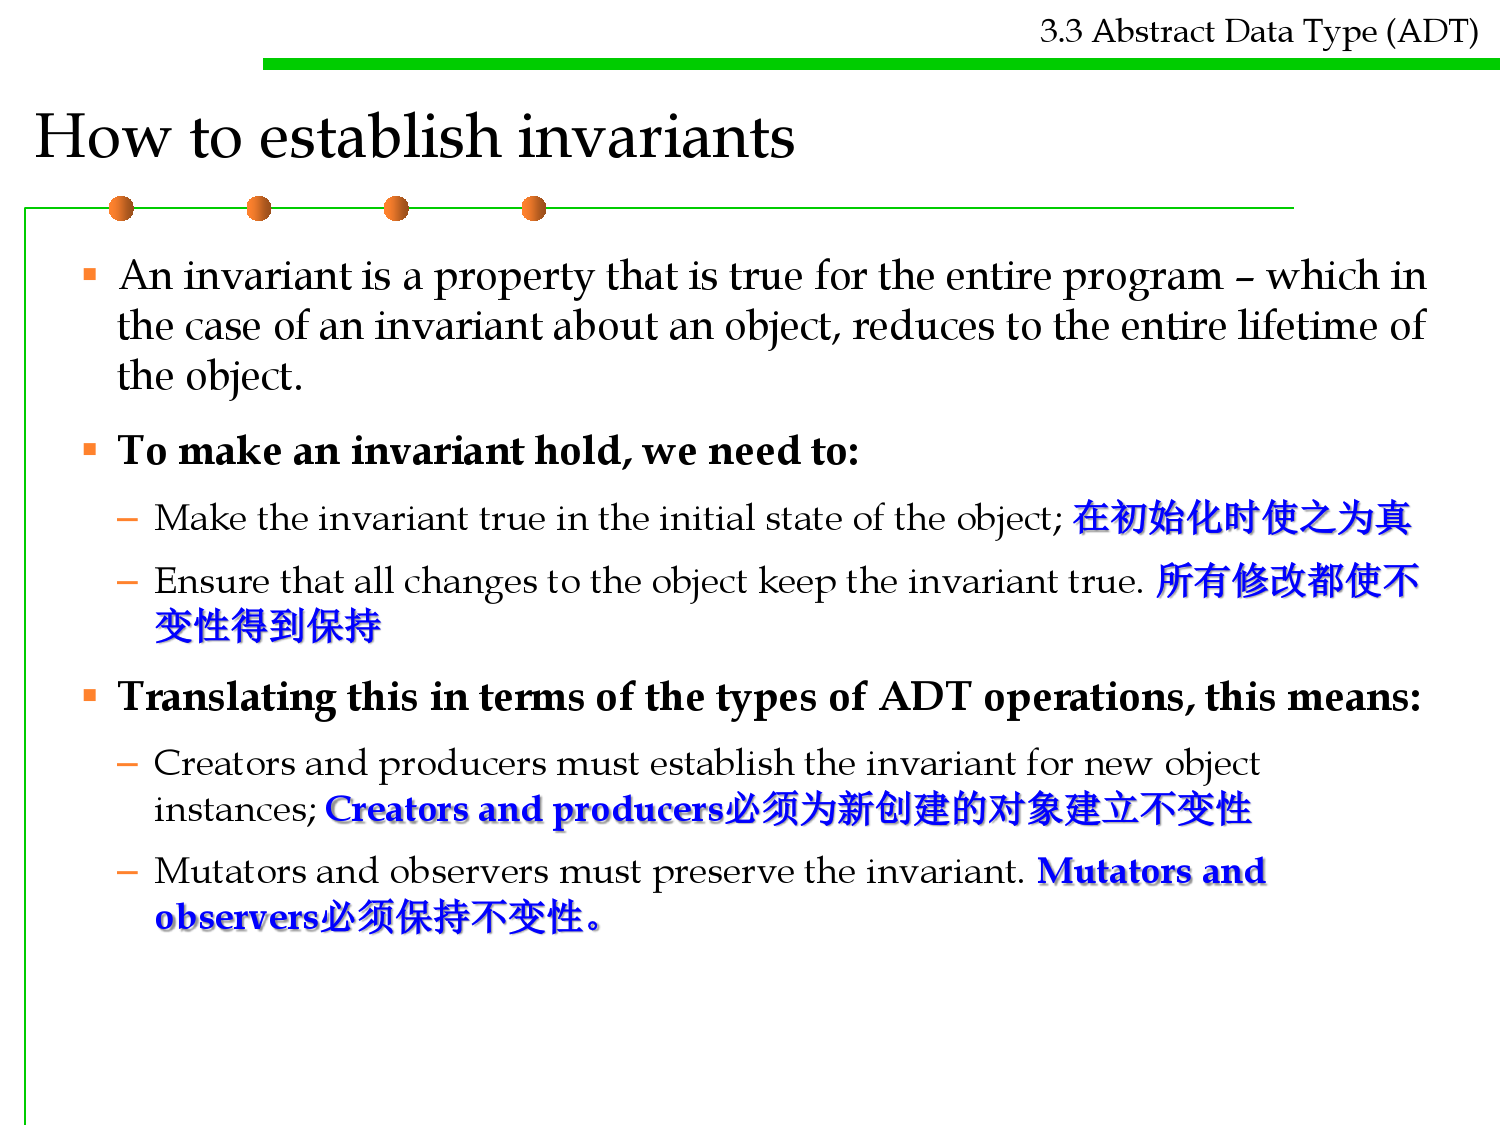 3.3 Abstract Data Type (ADT)
How to establish invariants
▪ An invariant is a property that is true for the entire program – which in
the case of an invariant about an object, reduces to the entire lifetime of
the object.
▪ To make an invariant hold, we need to:
– Make the invariant true in the initial state of the object; 在初始化时使之为真
– Ensure that all changes to the object keep the invariant true. 所有修改都使不
变性得到保持
▪ Translating this in terms of the types of ADT operations, this means:
– Creators and producers must establish the invariant for new object
instances; Creators and producers必须为新创建的对象建立不变性
– Mutators and observers must preserve the invariant. Mutators and
observers必须保持不变性。